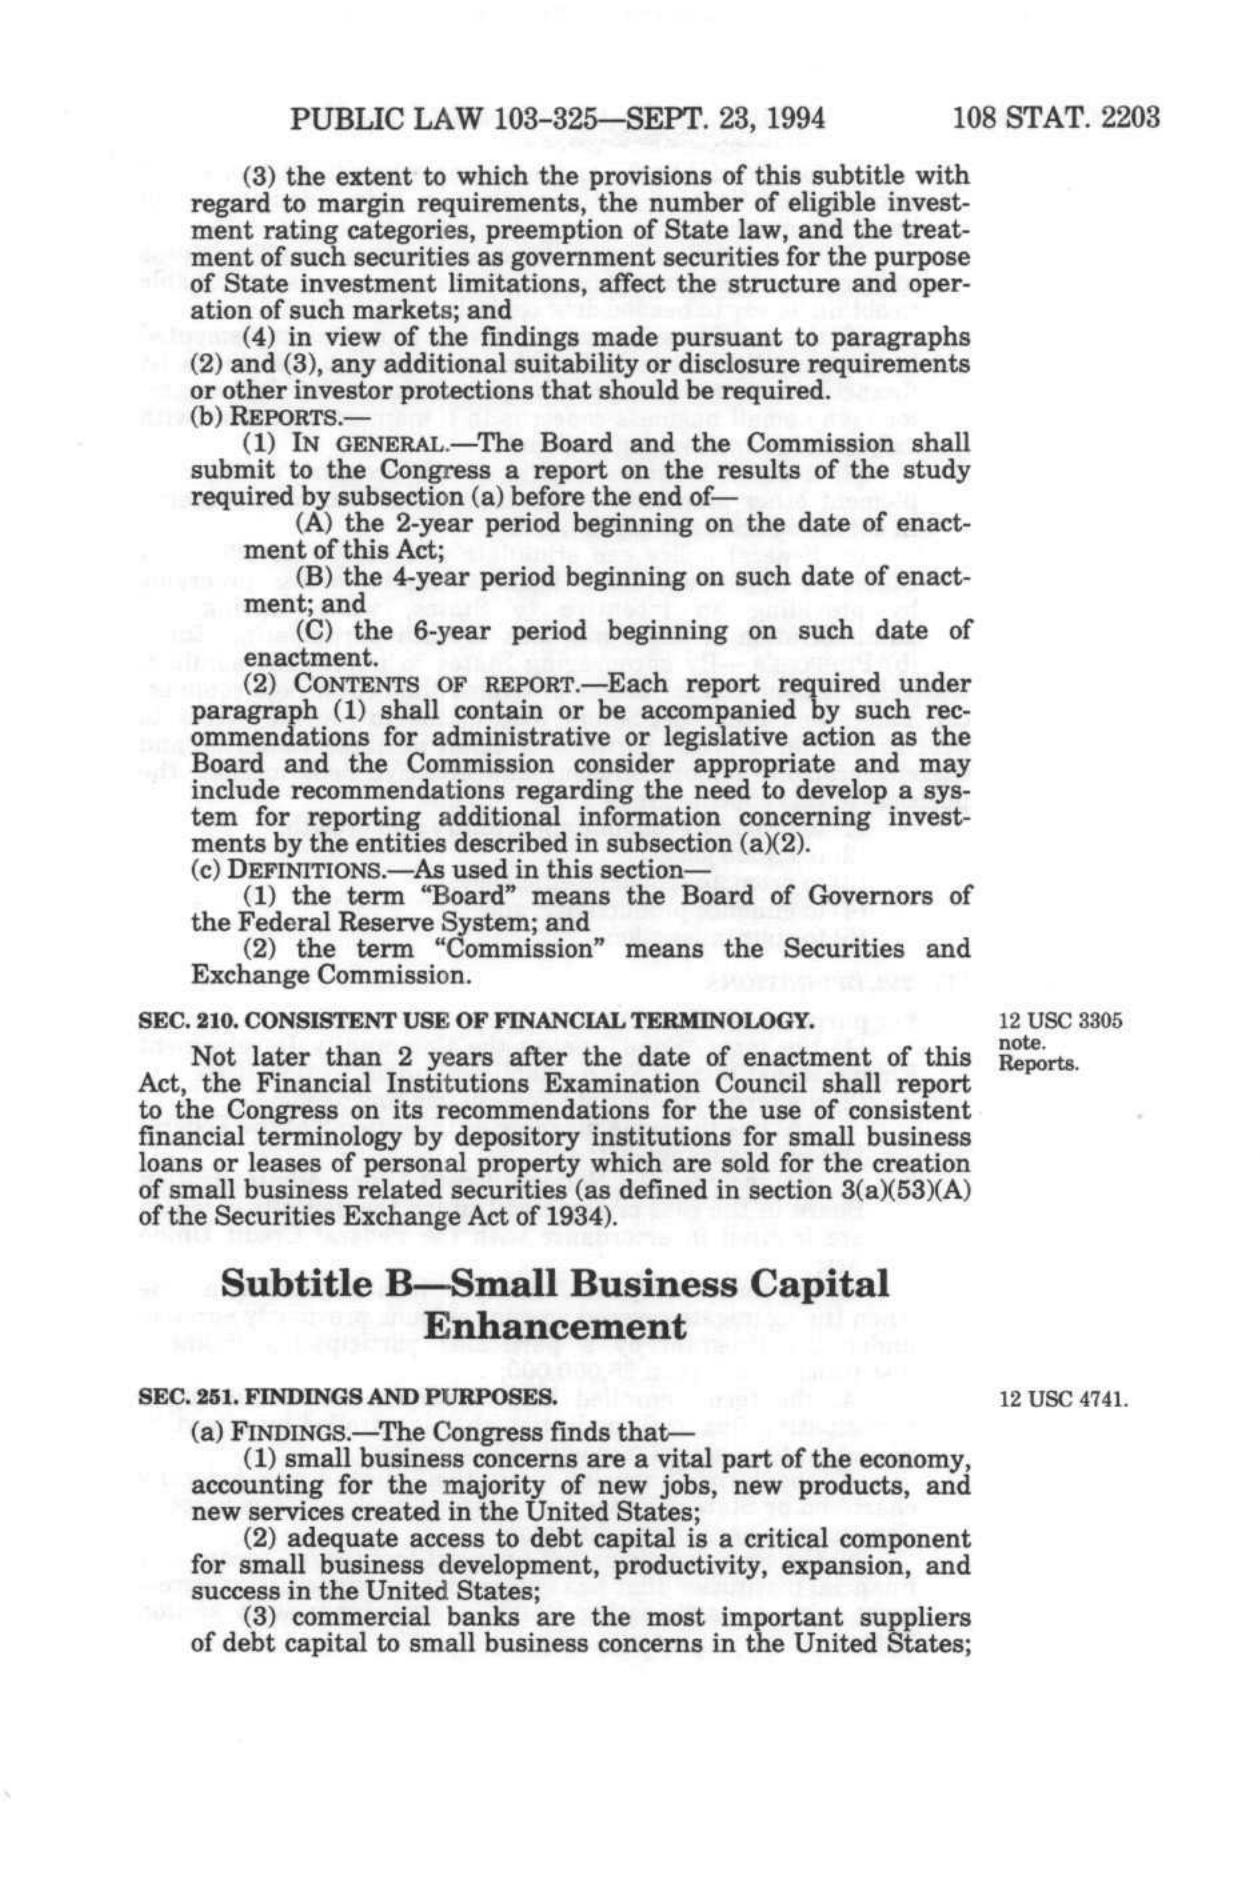 PUBLIC LAW 103–325—SEPT. 23, 1994 108 STAT. 2203
(3) the extent to which the provisions of this subtitle with
regard to margin requirements, the number of eligible invest-
ment rating categories, preemption of State law, and the treat-
ment of such securities as government securities for the purpose
of State investment limitations, affect the structure and oper-
ation of such markets; and
(4) in view of the findings made pursuant to paragraphs
(2) and (3), any additional suitability or disclosure requirements
or other investor protections that should be required.
(b) REPORTS.—
(1) IN GENERAL.—The Board and the Commission shall
submit to the Congress a report on the results of the study
required by subsection (a) before the end of—
(A) the 2-year period beginning on the date of enact-
ment of this Act;
(B) the 4-year period beginning on such date of enact-
ment; and
(C) the 6-year period beginning on such date of
enactment.
(2) CONTENTS OF REPORT.—Each report required under
paragraph (1) shall contain or be accompanied by such rec-
ommendations for administrative or legislative action as the
Board and the Commission consider appropriate and may
include recommendations regarding the need to develop a sys-
tem for reporting additional information concerning invest-
ments by the entities described in subsection (a)(2).
(c) DEFINITIONS.—As used in this section—
(1) the term “Board” means the Board of Governors of
the Federal Reserve System; and
(2) the term “Commission” means the Securities and
Exchange Commission.
SEC. 210. CONSISTENT USE OF FINANCIAL TERMINOLOGY.
12 USC 3305
note.
Reports.
Not later than 2 years after the date of enactment of this
Act, the Financial Institutions Examination Council shall report
to the Congress on its recommendations for the use of consistent
financial terminology by depository institutions for small business
loans or leases of personal property which are sold for the creation
of small business related securities (as defined in section 3(a)(53)(A)
of the Securities Exchange Act of 1934).
Subtitle B—Small Business Capital
Enhancement
SEC. 251. FINDINGS AND PURPOSES.
12 USC 4741.
(a) FINDINGS.—The Congress finds that—
(1) small business concerns are a vital part of the economy,
accounting for the majority of new jobs, new products, and
new services created in the United States;
(2) adequate access to debt capital is a critical component
for small business development, productivity, expansion, and
success in the United States;
(3) commercial banks are the most important suppliers
of debt capital to small business concerns in the United States;